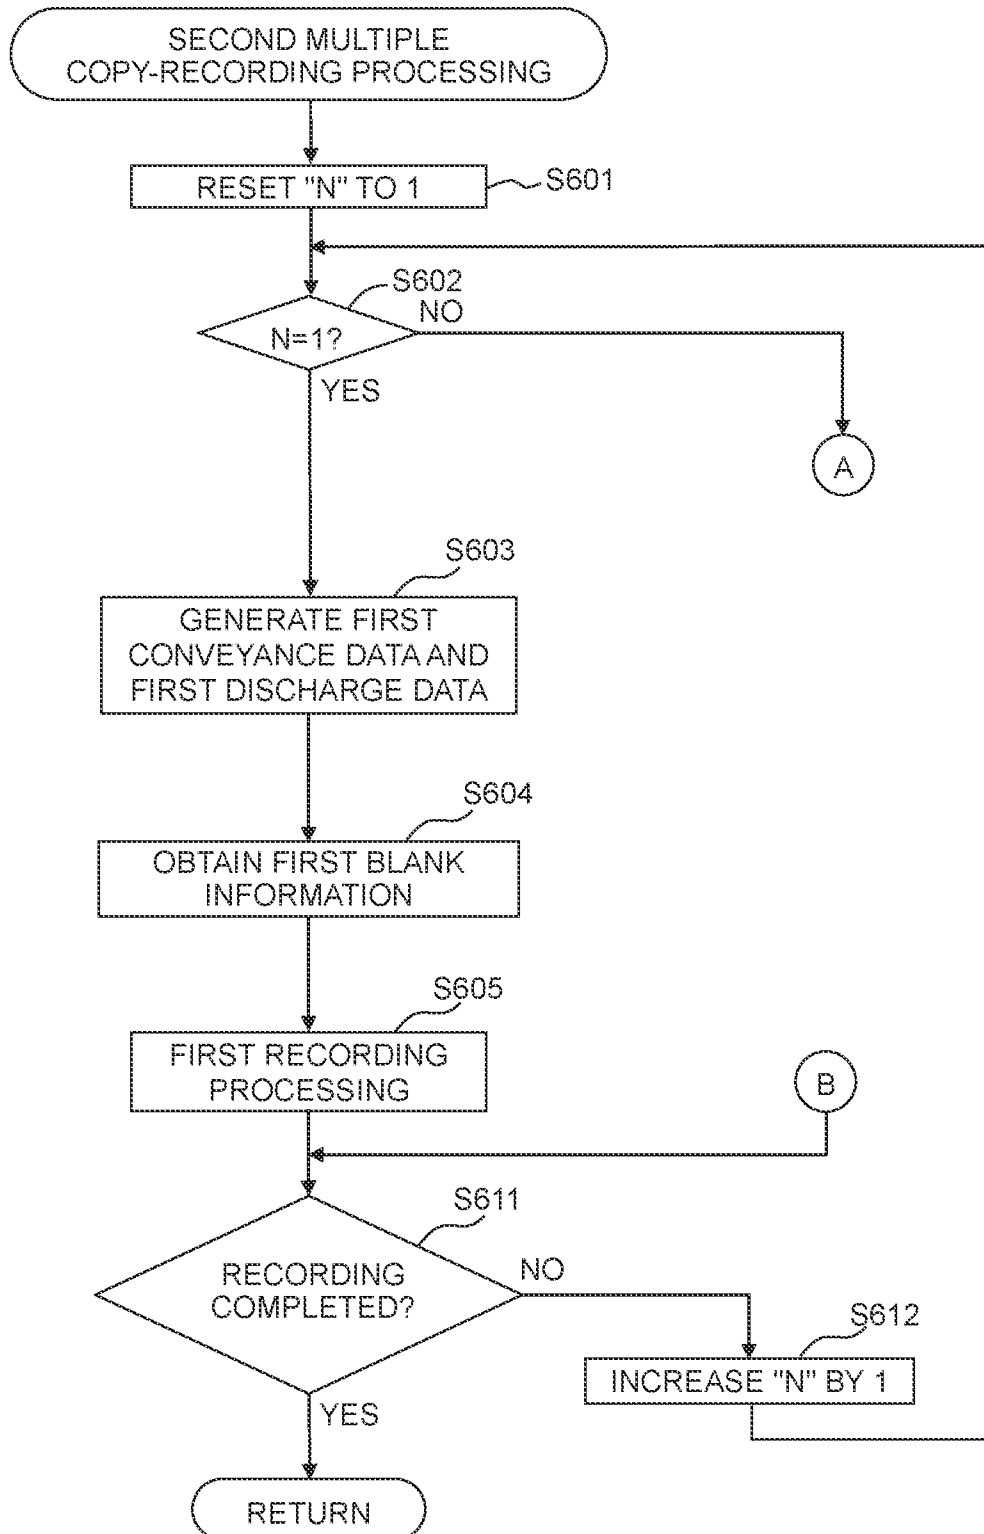 SECOND MULTIPLE
COPY-RECORDING PROCESSING
RESET "N" TO 1
S601
S602
N=1?
NO
YES
A
S603
GENERATE FIRST
CONVEYANCE DATA AND
FIRST DISCHARGE DATA
S604
OBTAIN FIRST BLANK
INFORMATION
S605
FIRST RECORDING
PROCESSING
B
S611
RECORDING
COMPLETED?
NO
S612
INCREASE "N" BY 1
YES
RETURN